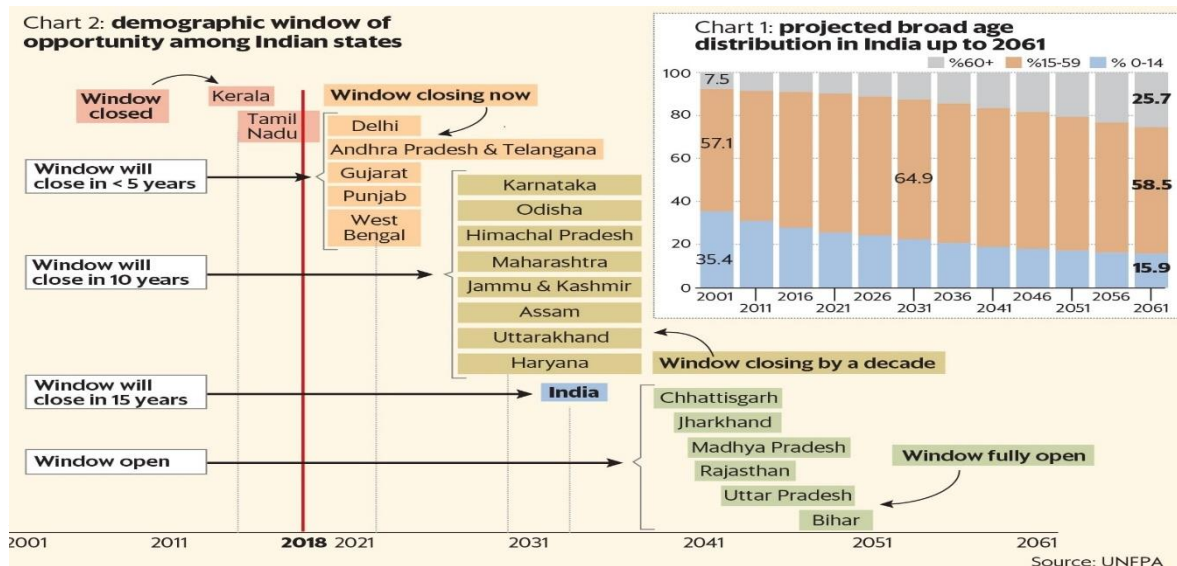 Chart 2: demographic window of
opportunity among Indian states
Window
closed
Kerala
Tamil
Nadu
Window closing now
Window will
close in < 5 years
Delhi
Andhra Pradesh & Telangana
Gujarat
Punjab
West
Bengal
Window will
close in 10 years
Karnataka
Odisha
Himachal Pradesh
Maharashtra
Jammu & Kashmir
Assam
Uttarakhand
Haryana
Window closing by a decade
Window will
close in 15 years
India
Window open
Chhattisgarh
Jharkhand
Madhya Pradesh
Rajasthan
Uttar Pradesh
Bihar
Window fully open
2001 2011 2018 2021 2031 2041 2051 2061
Chart 1: projected broad age
distribution in India up to 2061
%60+ %15-59 % 0-14
100
80
60
40
20
0
7.5
57.1
35.4
64.9
25.7
58.5
15.9
2001 2016 2026 2036 2046 2056
2011 2021 2031 2041 2051 2061
Source: UNFPA